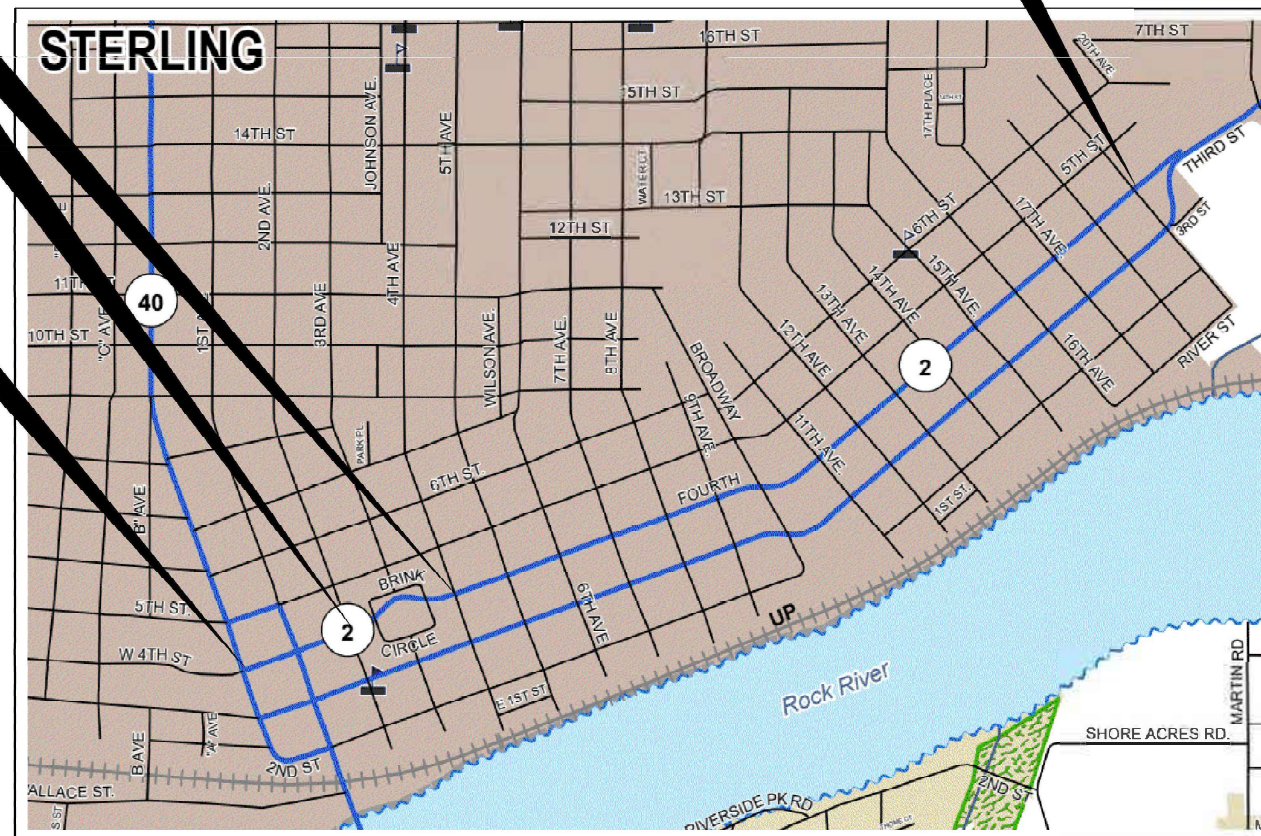 STERLING
16TH ST
7TH ST
20TH AVE
5TH ST
17TH PLACE
14TH ST
JOHNSON AVE.
5TH AVE
WATER CT
13TH ST
5TH ST
THIRD ST
2ND AVE.
12TH ST
6TH ST
17TH AVE.
3RD ST
4TH AVE
11TH ST
40
15TH AVE.
14TH AVE
13TH AVE
10TH ST
"C" AVE
1ST AVE
3RD AVE
WILSON AVE.
7TH AVE.
8TH AVE
BROADWAY
12TH AVE.
2
16TH AVE
RIVER ST
9TH AVE.
11TH AVE.
PARK PL
6TH ST.
FOURTH
1ST ST.
"B" AVE.
BRINK
5TH ST.
2
CIRCLE
6TH AVE
UP
W 4TH ST
E 1ST ST
Rock River
MARTIN RD
B AVE
"A" AVE
SHORE ACRES RD.
2ND ST
2ND ST
ALLACE ST.
RIVERSIDE PK RD